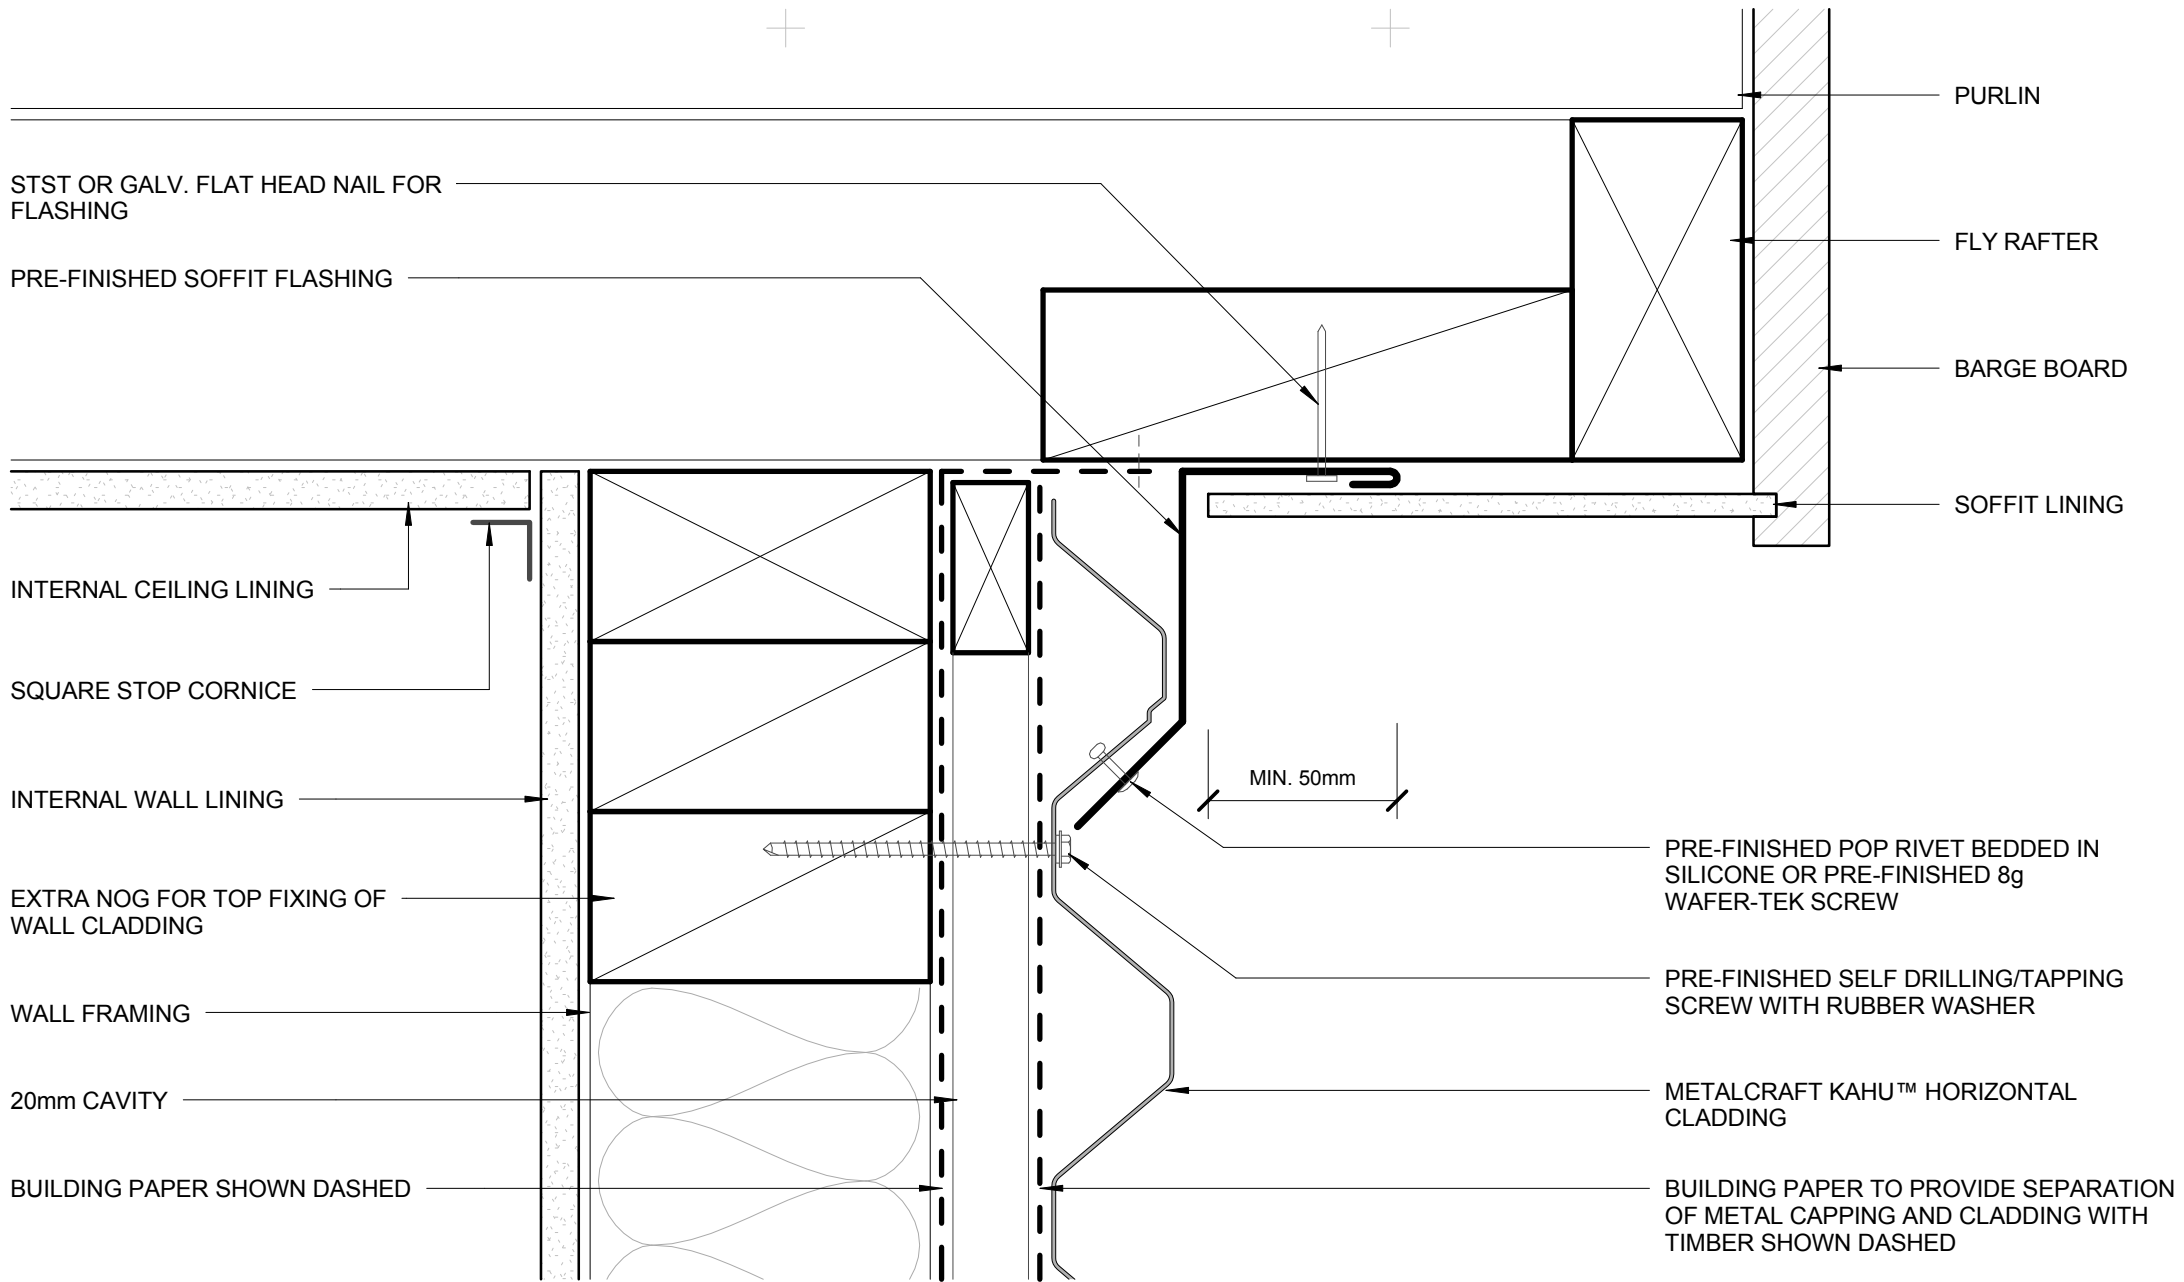 PURLIN
STST OR GALV. FLAT HEAD NAIL FOR
FLASHING
FLY RAFTER
PRE-FINISHED SOFFIT FLASHING
BARGE BOARD
SOFFIT LINING
INTERNAL CEILING LINING
SQUARE STOP CORNICE
MIN. 50mm
INTERNAL WALL LINING
PRE-FINISHED POP RIVET BEDDED IN
SILICONE OR PRE-FINISHED 8g
WAFER-TEK SCREW
EXTRA NOG FOR TOP FIXING OF
WALL CLADDING
PRE-FINISHED SELF DRILLING/TAPPING
SCREW WITH RUBBER WASHER
WALL FRAMING
METALCRAFT KAHU™ HORIZONTAL
CLADDING
20mm CAVITY
BUILDING PAPER SHOWN DASHED
BUILDING PAPER TO PROVIDE SEPARATION
OF METAL CAPPING AND CLADDING WITH
TIMBER SHOWN DASHED